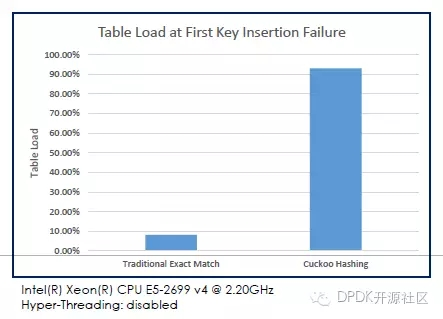 Table Load at First Key Insertion Failure
100.00%
90.00%
80.00%
70.00%
60.00%
50.00%
40.00%
30.00%
20.00%
10.00%
0.00%
Table Load
Traditional Exact Match
Cuckoo Hashing
Intel(R) Xeon(R) CPU E5-2699 v4 @ 2.20GHz
Hyper-Threading: disabled
DPDK开源社区